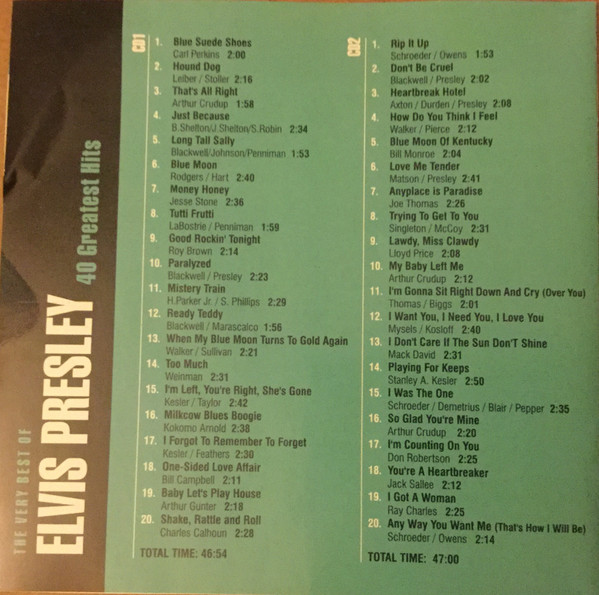 THE VERY BEST OF
ELVIS PRESLEY
40 Greatest Hits
CD1
1. Blue Suede Shoes
Carl Perkins 2:00
2. Hound Dog
Leiber / Stoller 2:16
3. That's All Right
Arthur Crudup 1:58
4. Just Because
B.Shelton/J.Shelton/S.Robin 2:34
5. Long Tall Sally
Blackwell/Johnson/Penniman 1:53
6. Blue Moon
Rodgers / Hart 2:40
7. Money Honey
Jesse Stone 2:36
8. Tutti Frutti
LaBostrie / Penniman 1:59
9. Good Rockin' Tonight
Roy Brown 2:14
10. Paralyzed
Blackwell / Presley 2:23
11. Mistery Train
H.Parker Jr. / S. Phillips 2:29
12. Ready Teddy
Blackwell / Marascalco 1:56
13. When My Blue Moon Turns To Gold Again
Walker / Sullivan 2:21
14. Too Much
Weinman 2:31
15. I'm Left, You're Right, She's Gone
Kesler / Taylor 2:42
16. Milkcow Blues Boogie
Kokomo Arnold 2:38
17. I Forgot To Remember To Forget
Kesler / Feathers 2:30
18. One-Sided Love Affair
Bill Campbell 2:11
19. Baby Let's Play House
Arthur Gunter 2:18
20. Shake, Rattle and Roll
Charles Calhoun 2:28
TOTAL TIME: 46:54
CD2
1. Rip It Up
Schroeder / Owens 1:53
2. Don't Be Cruel
Blackwell / Presley 2:02
3. Heartbreak Hotel
Axton / Durden / Presley 2:08
4. How Do You Think I Feel
Walker / Pierce 2:12
5. Blue Moon Of Kentucky
Bill Monroe 2:04
6. Love Me Tender
Matson / Presley 2:41
7. Anyplace is Paradise
Joe Thomas 2:26
8. Trying To Get To You
Singleton / McCoy 2:31
9. Lawdy, Miss Clawdy
Lloyd Price 2:08
10. My Baby Left Me
Arthur Crudup 2:12
11. I'm Gonna Sit Right Down And Cry (Over You)
Thomas / Biggs 2:01
12. I Want You, I Need You, I Love You
Mysels / Kosloff 2:40
13. I Don't Care If The Sun Don'T Shine
Mack David 2:31
14. Playing For Keeps
Stanley A. Kesler 2:50
15. I Was The One
Schroeder / Demetrius / Blair / Pepper 2:35
16. So Glad You're Mine
Arthur Crudup 2:20
17. I'm Counting On You
Don Robertson 2:25
18. You're A Heartbreaker
Jack Sallee 2:12
19. I Got A Woman
Ray Charles 2:25
20. Any Way You Want Me (That's How I Will Be)
Schroeder / Owens 2:14
TOTAL TIME: 47:00